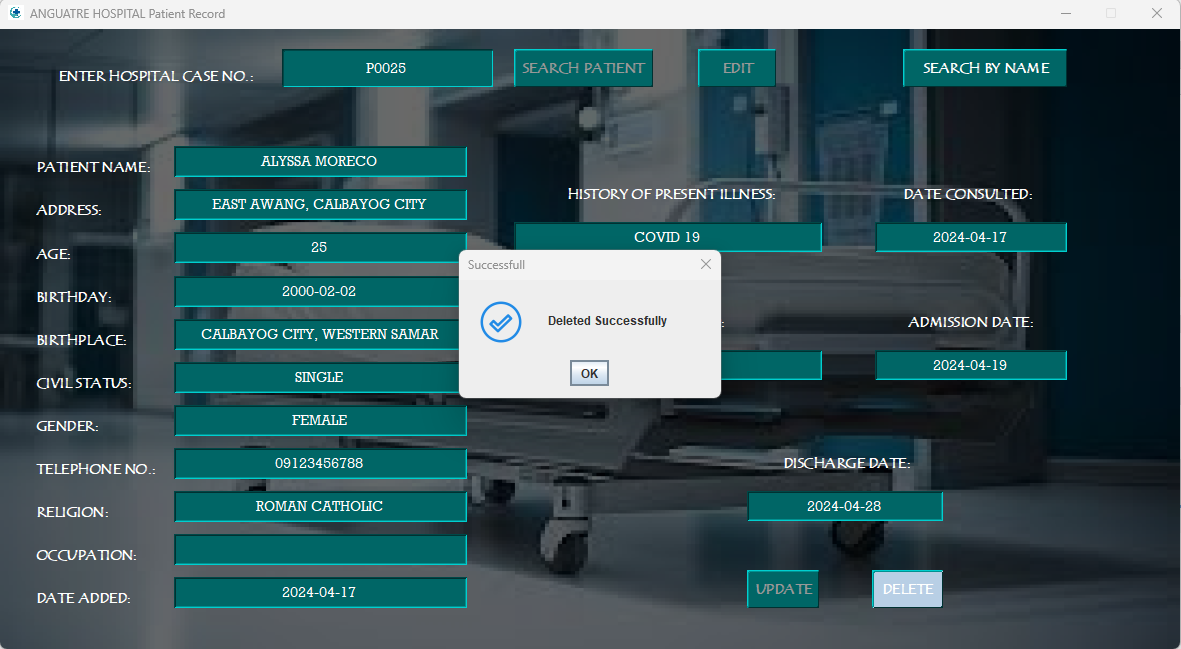 ANGUATRE HOSPITAL Patient Record
ENTER HOSPITAL CASE NO.:
P0025
SEARCH PATIENT
EDIT
SEARCH BY NAME
PATIENT NAME:
ALYSSA MORECO
ADDRESS:
EAST AWANG, CALBAYOG CITY
AGE:
25
BIRTHDAY:
2000-02-02
BIRTHPLACE:
CALBAYOG CITY, WESTERN SAMAR
CIVIL STATUS:
SINGLE
GENDER:
FEMALE
TELEPHONE NO.:
09123456788
RELIGION:
ROMAN CATHOLIC
OCCUPATION:
DATE ADDED:
2024-04-17
HISTORY OF PRESENT ILLNESS:
COVID 19
DATE CONSULTED:
2024-04-17
Successfull
Deleted Successfully
OK
:
ADMISSION DATE:
2024-04-19
DISCHARGE DATE:
2024-04-28
UPDATE
DELETE